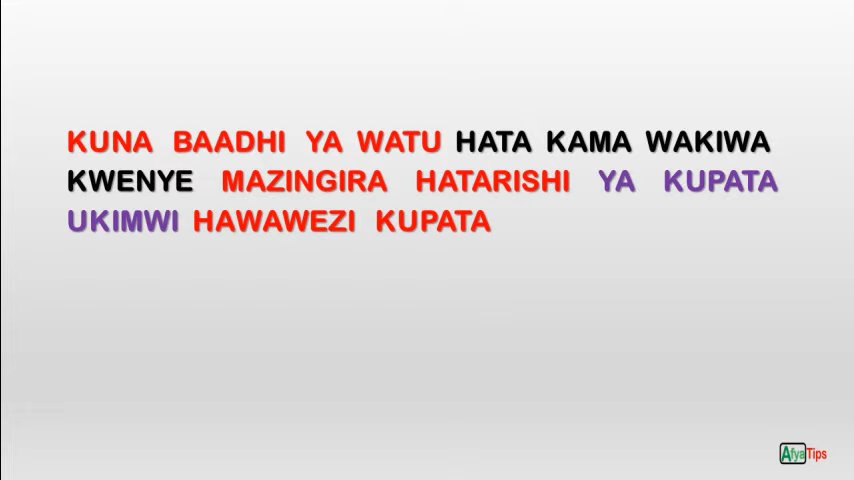 KUNA BAADHI YA WATU HATA KAMA WAKIWA
KWENYE MAZINGIRA HATARISHI YA KUPATA
UKIMWI HAWAWEZI KUPATA
AfyaTips